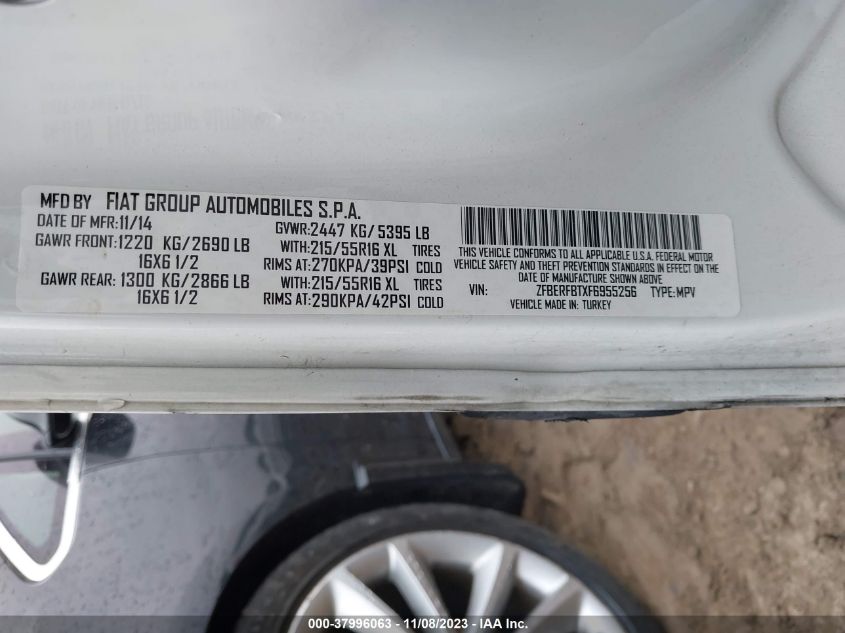 MFD BY FIAT GROUP AUTOMOBILES S.P.A.
DATE OF MFR:11/14 GVWR:2447 KG/5395 LB
GAWR FRONT:1220 KG/2690 LB WITH:215/55R16 XL TIRES
16X6 1/2 RIMS AT:270KPA/39PSI COLD
GAWR REAR:1300 KG/2866 LB WITH:215/55R16 XL TIRES
16X6 1/2 RIMS AT:290KPA/42PSI COLD
THIS VEHICLE CONFORMS TO ALL APPLICABLE U.S.A. FEDERAL MOTOR
VEHICLE SAFETY AND THEFT PREVENTION STANDARDS IN EFFECT ON THE
DATE OF MANUFACTURE SHOWN ABOVE
VIN: ZFBERFBTXF6955256 TYPE:MPV
VEHICLE MADE IN: TURKEY
000-37996063 — 11/08/2023 — IAA Inc.